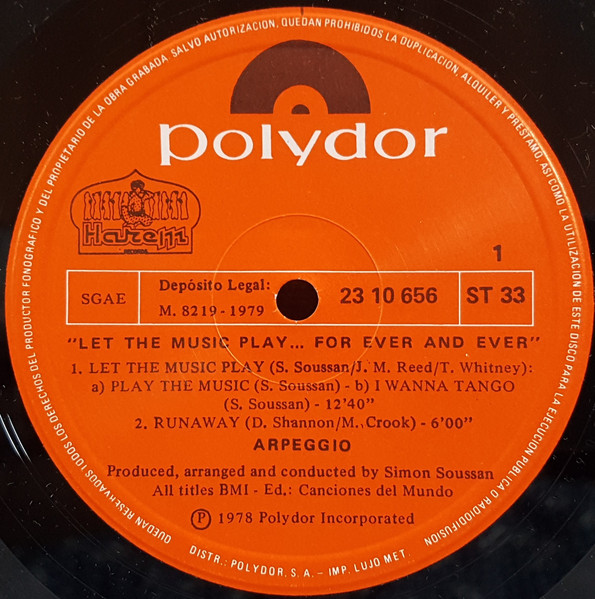 QUEDAN RESERVADOS TODOS LOS DERECHOS DEL PRODUCTOR FONOGRAFICO Y DEL PROPIETARIO DE LA OBRA GRABADA SALVO AUTORIZACION. QUEDAN PROHIBIDOS LA DUPLICACION, ALQUILER Y PRESTAMO, ASI COMO LA UTILIZACION DE ESTE DISCO PARA LA EJECUCION PUBLICA O RADIODIFUSION
polydor
Harem
RECORDS
1
SGAE
Depósito Legal:
M. 8219-1979
23 10 656
ST 33
"LET THE MUSIC PLAY... FOR EVER AND EVER"
1. LET THE MUSIC PLAY (S. Soussan/J. M. Reed/T. Whitney):
a) PLAY THE MUSIC (S. Soussan) - b) I WANNA TANGO
(S. Soussan) - 12'40"
2. RUNAWAY (D. Shannon/M., Crook) - 6'00"
ARPEGGIO
Produced, arranged and conducted by Simon Soussan
All titles BMI - Ed.: Canciones del Mundo
Ⓟ 1978 Polydor Incorporated
DISTR.: POLYDOR, S. A. – IMP. LUJO MET.